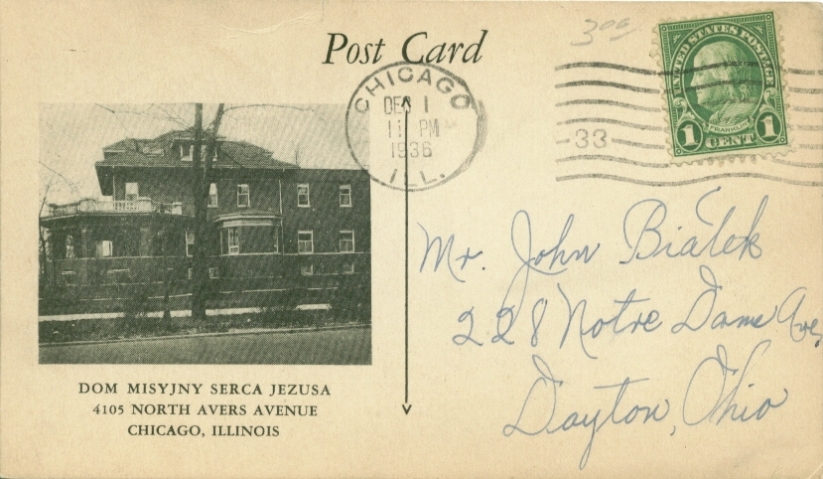 Post Card
3⁰⁰
CHICAGO
DEC 1
11 PM
1936
ILL.
33
UNITED STATES POSTAGE
FRANKLIN
1 CENT 1
Mr. John Bialek
228 Notre Dame Ave,
Dayton, Ohio
DOM MISYJNY SERCA JEZUSA
4105 NORTH AVERS AVENUE
CHICAGO, ILLINOIS